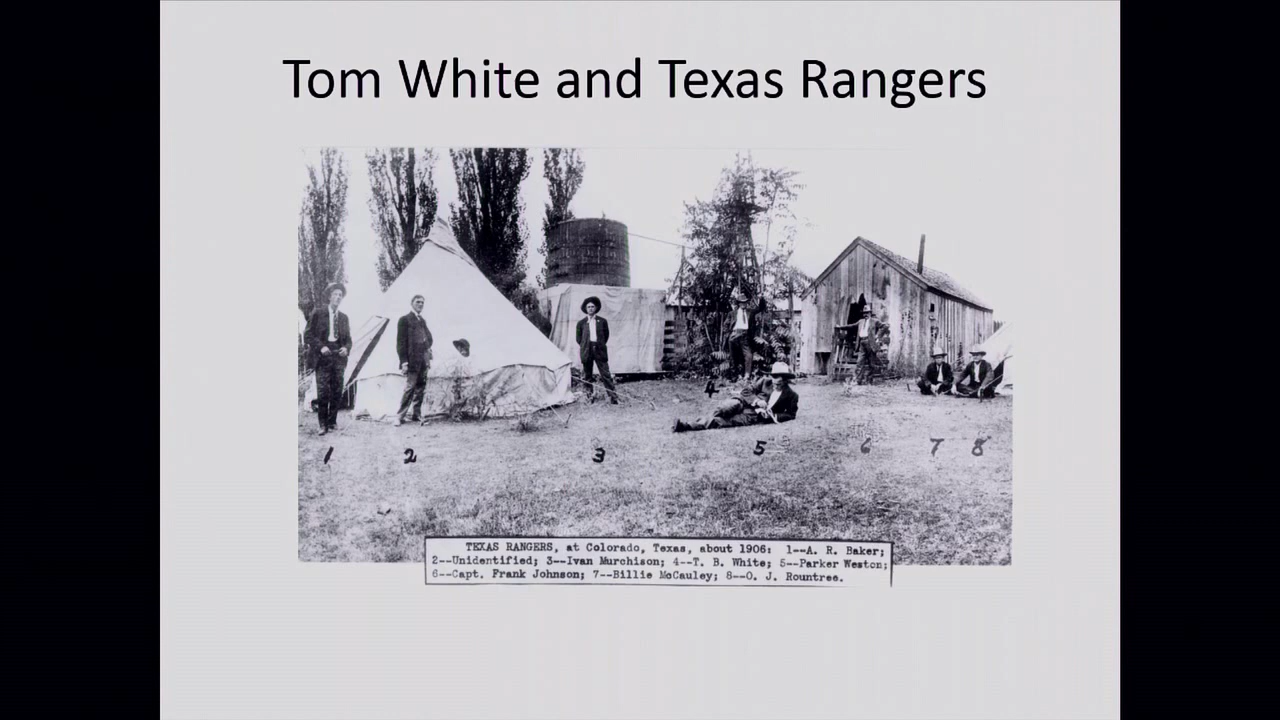 Tom White and Texas Rangers
4
1 2 3 5 6 7 8
TEXAS RANGERS, at Colorado, Texas, about 1906: 1--A. R. Baker;
2--Unidentified; 3--Ivan Murchison; 4--T. B. White; 5--Parker Weston;
6--Capt. Frank Johnson; 7--Billie McCauley; 8--O. J. Rountree.